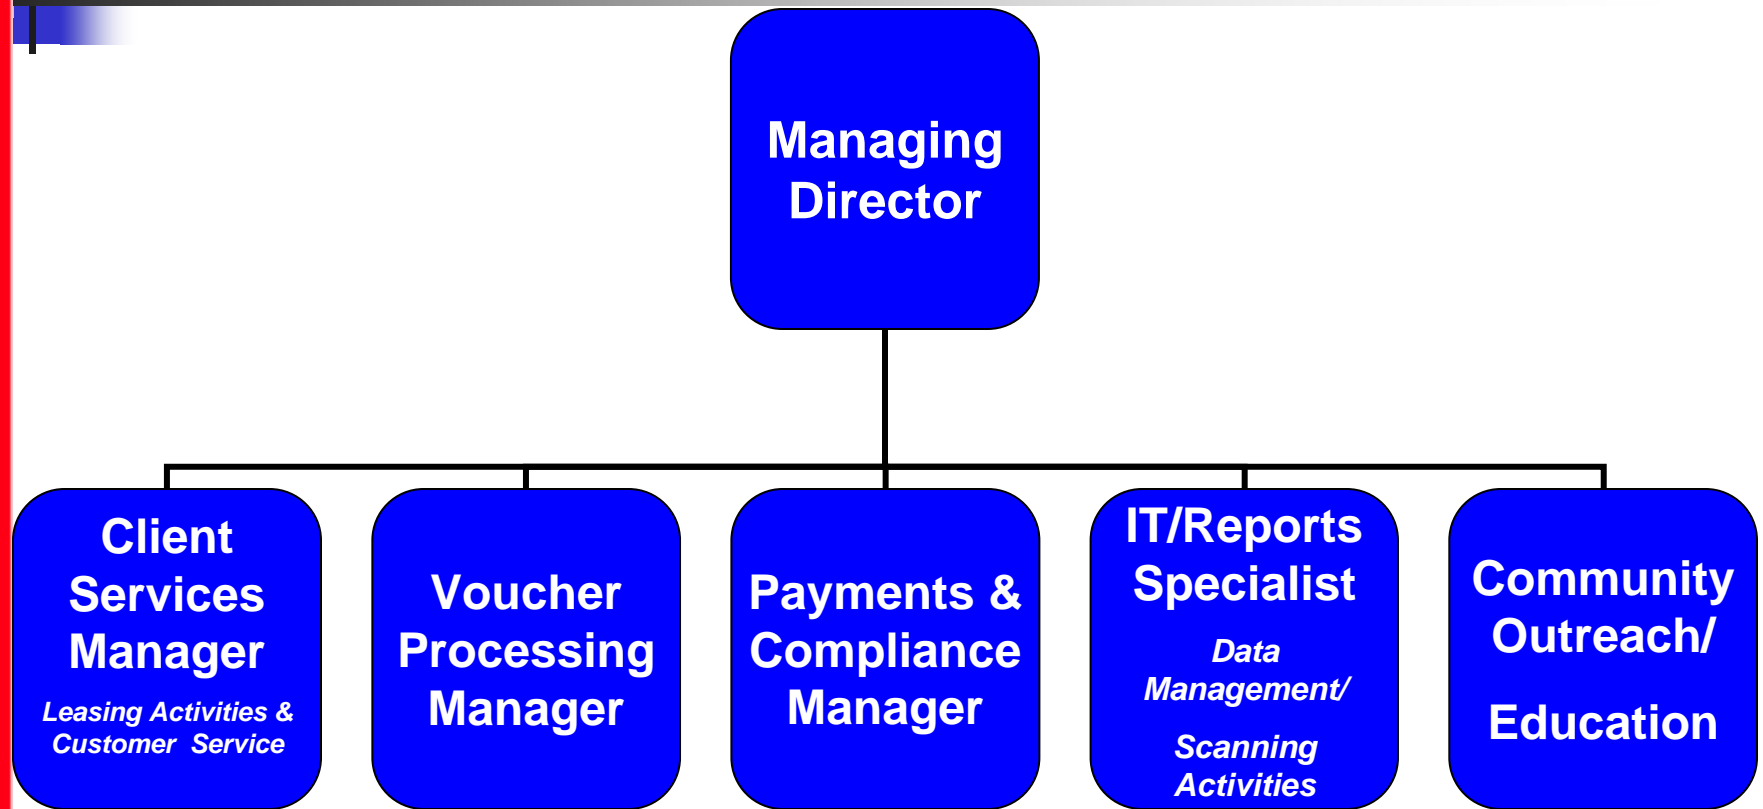 Managing
Director
Client
Services
Manager
Leasing Activities &
Customer Service
Voucher
Processing
Manager
Payments &
Compliance
Manager
IT/Reports
Specialist
Data
Management/
Scanning
Activities
Community
Outreach/
Education